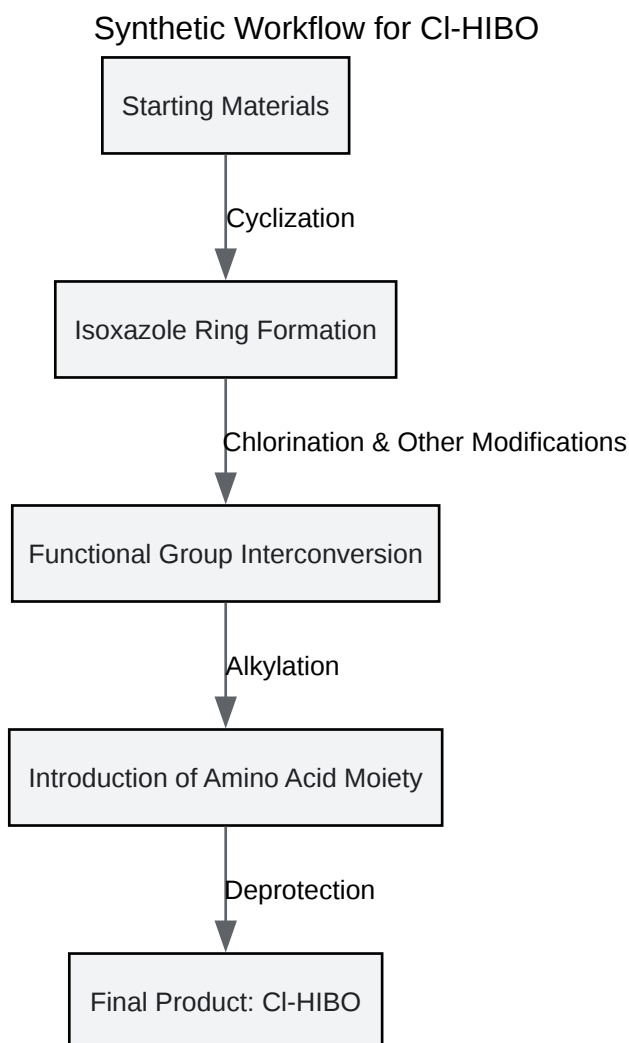 Synthetic Workflow for Cl-HIBO
Starting Materials
Cyclization
Isoxazole Ring Formation
Chlorination & Other Modifications
Functional Group Interconversion
Alkylation
Introduction of Amino Acid Moiety
Deprotection
Final Product: Cl-HIBO